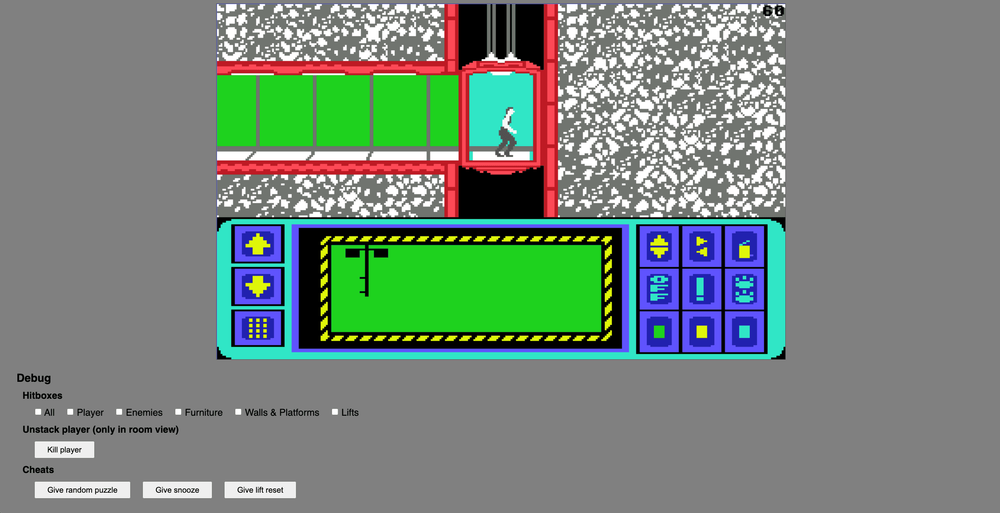 Debug
Hitboxes
All Player Enemies Furniture Walls & Platforms Lifts
Unstack player (only in room view)
Kill player
Cheats
Give random puzzle Give snooze Give lift reset